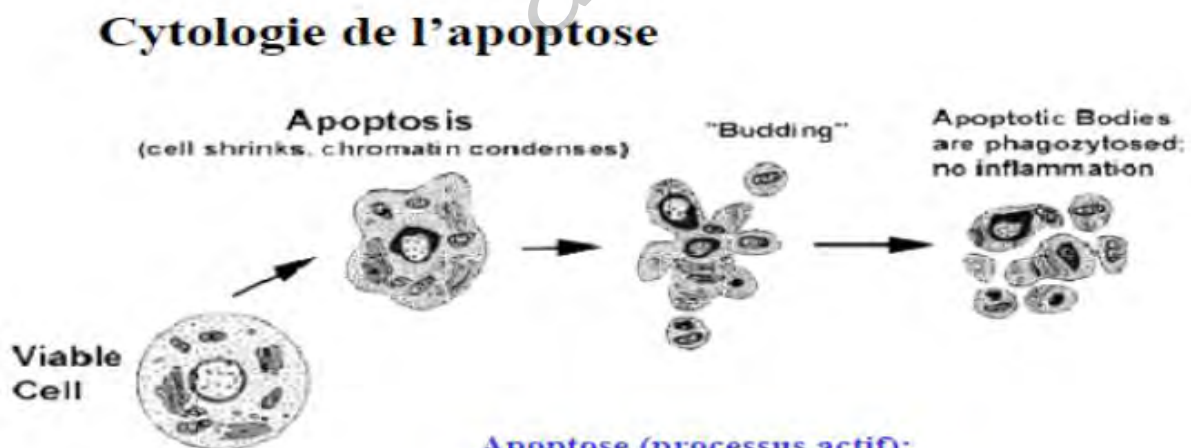 Cytologie de l'apoptose
Apoptosis
(cell shrinks, chromatin condenses)
"Budding"
Apoptotic Bodies
are phagozytosed;
no inflammation
Viable
Cell
Apoptose (processus actif):